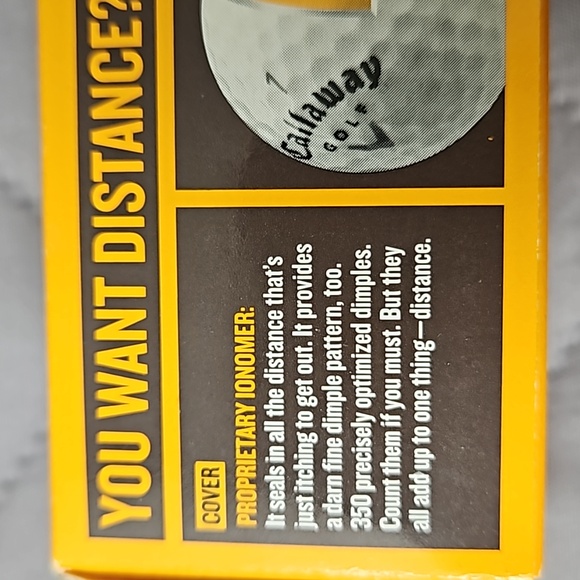 YOU WANT DISTANCE?
COVER
PROPRIETARY IONOMER:
It seals in all the distance that's
just itching to get out. It provides
a darn fine dimple pattern, too.
350 precisely optimized dimples.
Count them if you must. But they
all add up to one thing—distance.
7
Callaway
GOLF